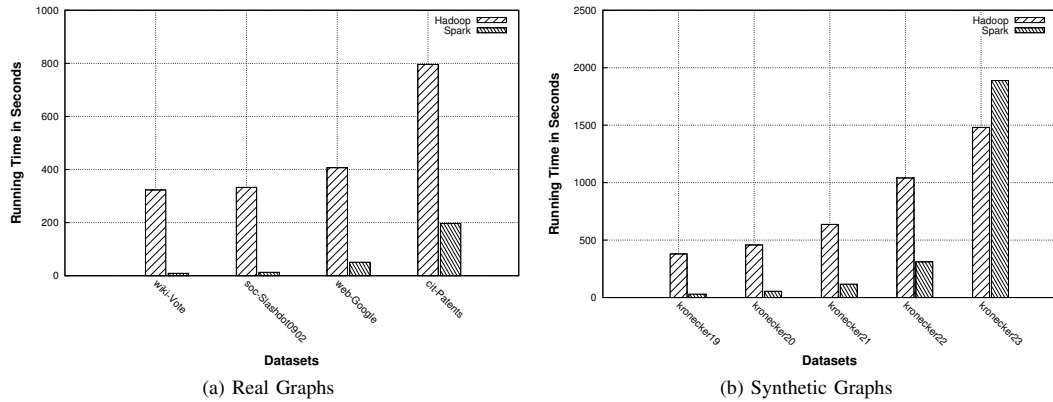 Running Time in Seconds
1000
800
600
400
200
0
Hadoop
Spark
wiki-Vote
soc-Slashdot0902
web-Google
cit-Patents
Datasets
(a) Real Graphs
Running Time in Seconds
2500
2000
1500
1000
500
0
Hadoop
Spark
kronecker19
kronecker20
kronecker21
kronecker22
kronecker23
Datasets
(b) Synthetic Graphs